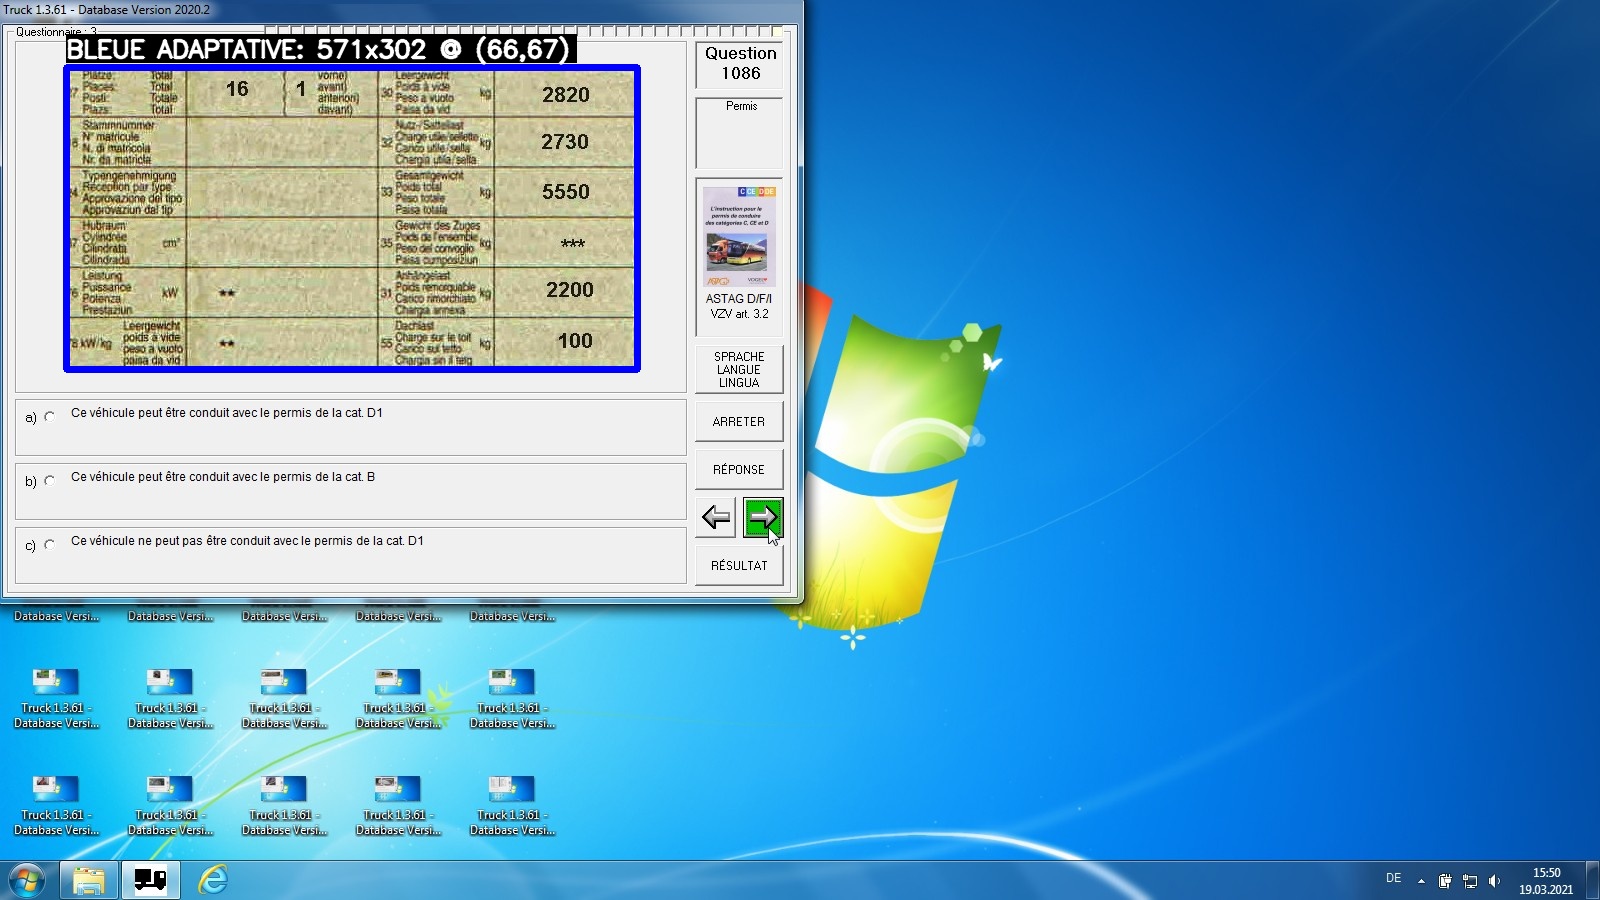 Truck 1.3.61 - Database Version 2020.2
Questionnaire : 3
BLEUE ADAPTATIVE: 571x302 @ (66,67)
Plätze: Total
Places: Total
Posti: Totale
Plazs: Total
16
1
vorne)
avant)
anteriori)
davant)
30
Leergewicht
Poids à vide
Peso a vuoto
Paisa da vid
kg
2820
Stammnummer
N° matricule
N. di matricola
Nr. da matricla
32
Nutz-/Sattellast
Charge utile/sellette
Carico utile/sella
Chargia utila/sella
kg
2730
Typengenehmigung
Réception par type
Approvazione del tipo
Approvaziun dal tip
33
Gesamtgewicht
Poids total
Peso totale
Paisa totala
kg
5550
Hubraum
Cylindrée
Cilindrata
Cilindrada
cm³
35
Gewicht des Zuges
Poids de l'ensemble
Peso del convoglio
Paisa cumposiziun
kg
***
Leistung
Puissance
Potenza
Prestaziun
kW
**
31
Anhängelast
Poids remorquable
Carico rimorchiato
Chargia annexa
kg
2200
kW/kg
Leergewicht
poids à vide
peso a vuoto
paisa da vid
**
55
Dachlast
Charge sur le toit
Carico sul tetto
Chargia sin il tetg
kg
100
Question
1086
Permis
C CE D DE
L'instruction pour le
permis de conduire
des catégories C, CE et D
ASTAG D/F/I
VZV art. 3.2
SPRACHE
LANGUE
LINGUA
ARRETER
RÉPONSE
RÉSULTAT
a) Ce véhicule peut être conduit avec le permis de la cat. D1
b) Ce véhicule peut être conduit avec le permis de la cat. B
c) Ce véhicule ne peut pas être conduit avec le permis de la cat. D1
Database Versi... Database Versi... Database Versi... Database Versi... Database Versi...
Truck 1.3.61 - Truck 1.3.61 - Truck 1.3.61 - Truck 1.3.61 - Truck 1.3.61 -
Database Versi... Database Versi... Database Versi... Database Versi... Database Versi...
Truck 1.3.61 - Truck 1.3.61 - Truck 1.3.61 - Truck 1.3.61 - Truck 1.3.61 -
Database Versi... Database Versi... Database Versi... Database Versi... Database Versi...
DE
15:50
19.03.2021